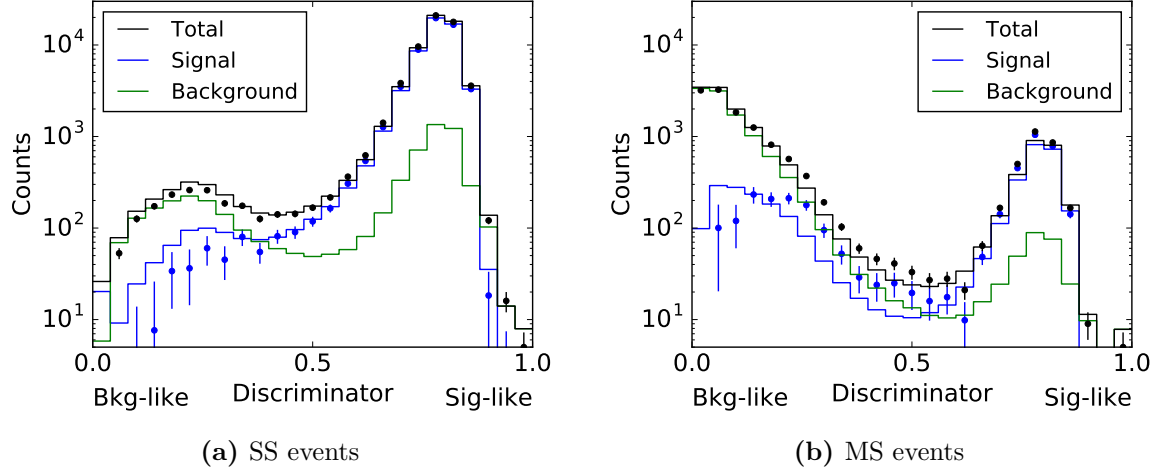 10^4
10^3
10^2
10^1
Counts
Total
Signal
Background
0.0
0.5
1.0
Bkg-like
Discriminator
Sig-like
(a) SS events
10^4
10^3
10^2
10^1
Counts
Total
Signal
Background
0.0
0.5
1.0
Bkg-like
Discriminator
Sig-like
(b) MS events